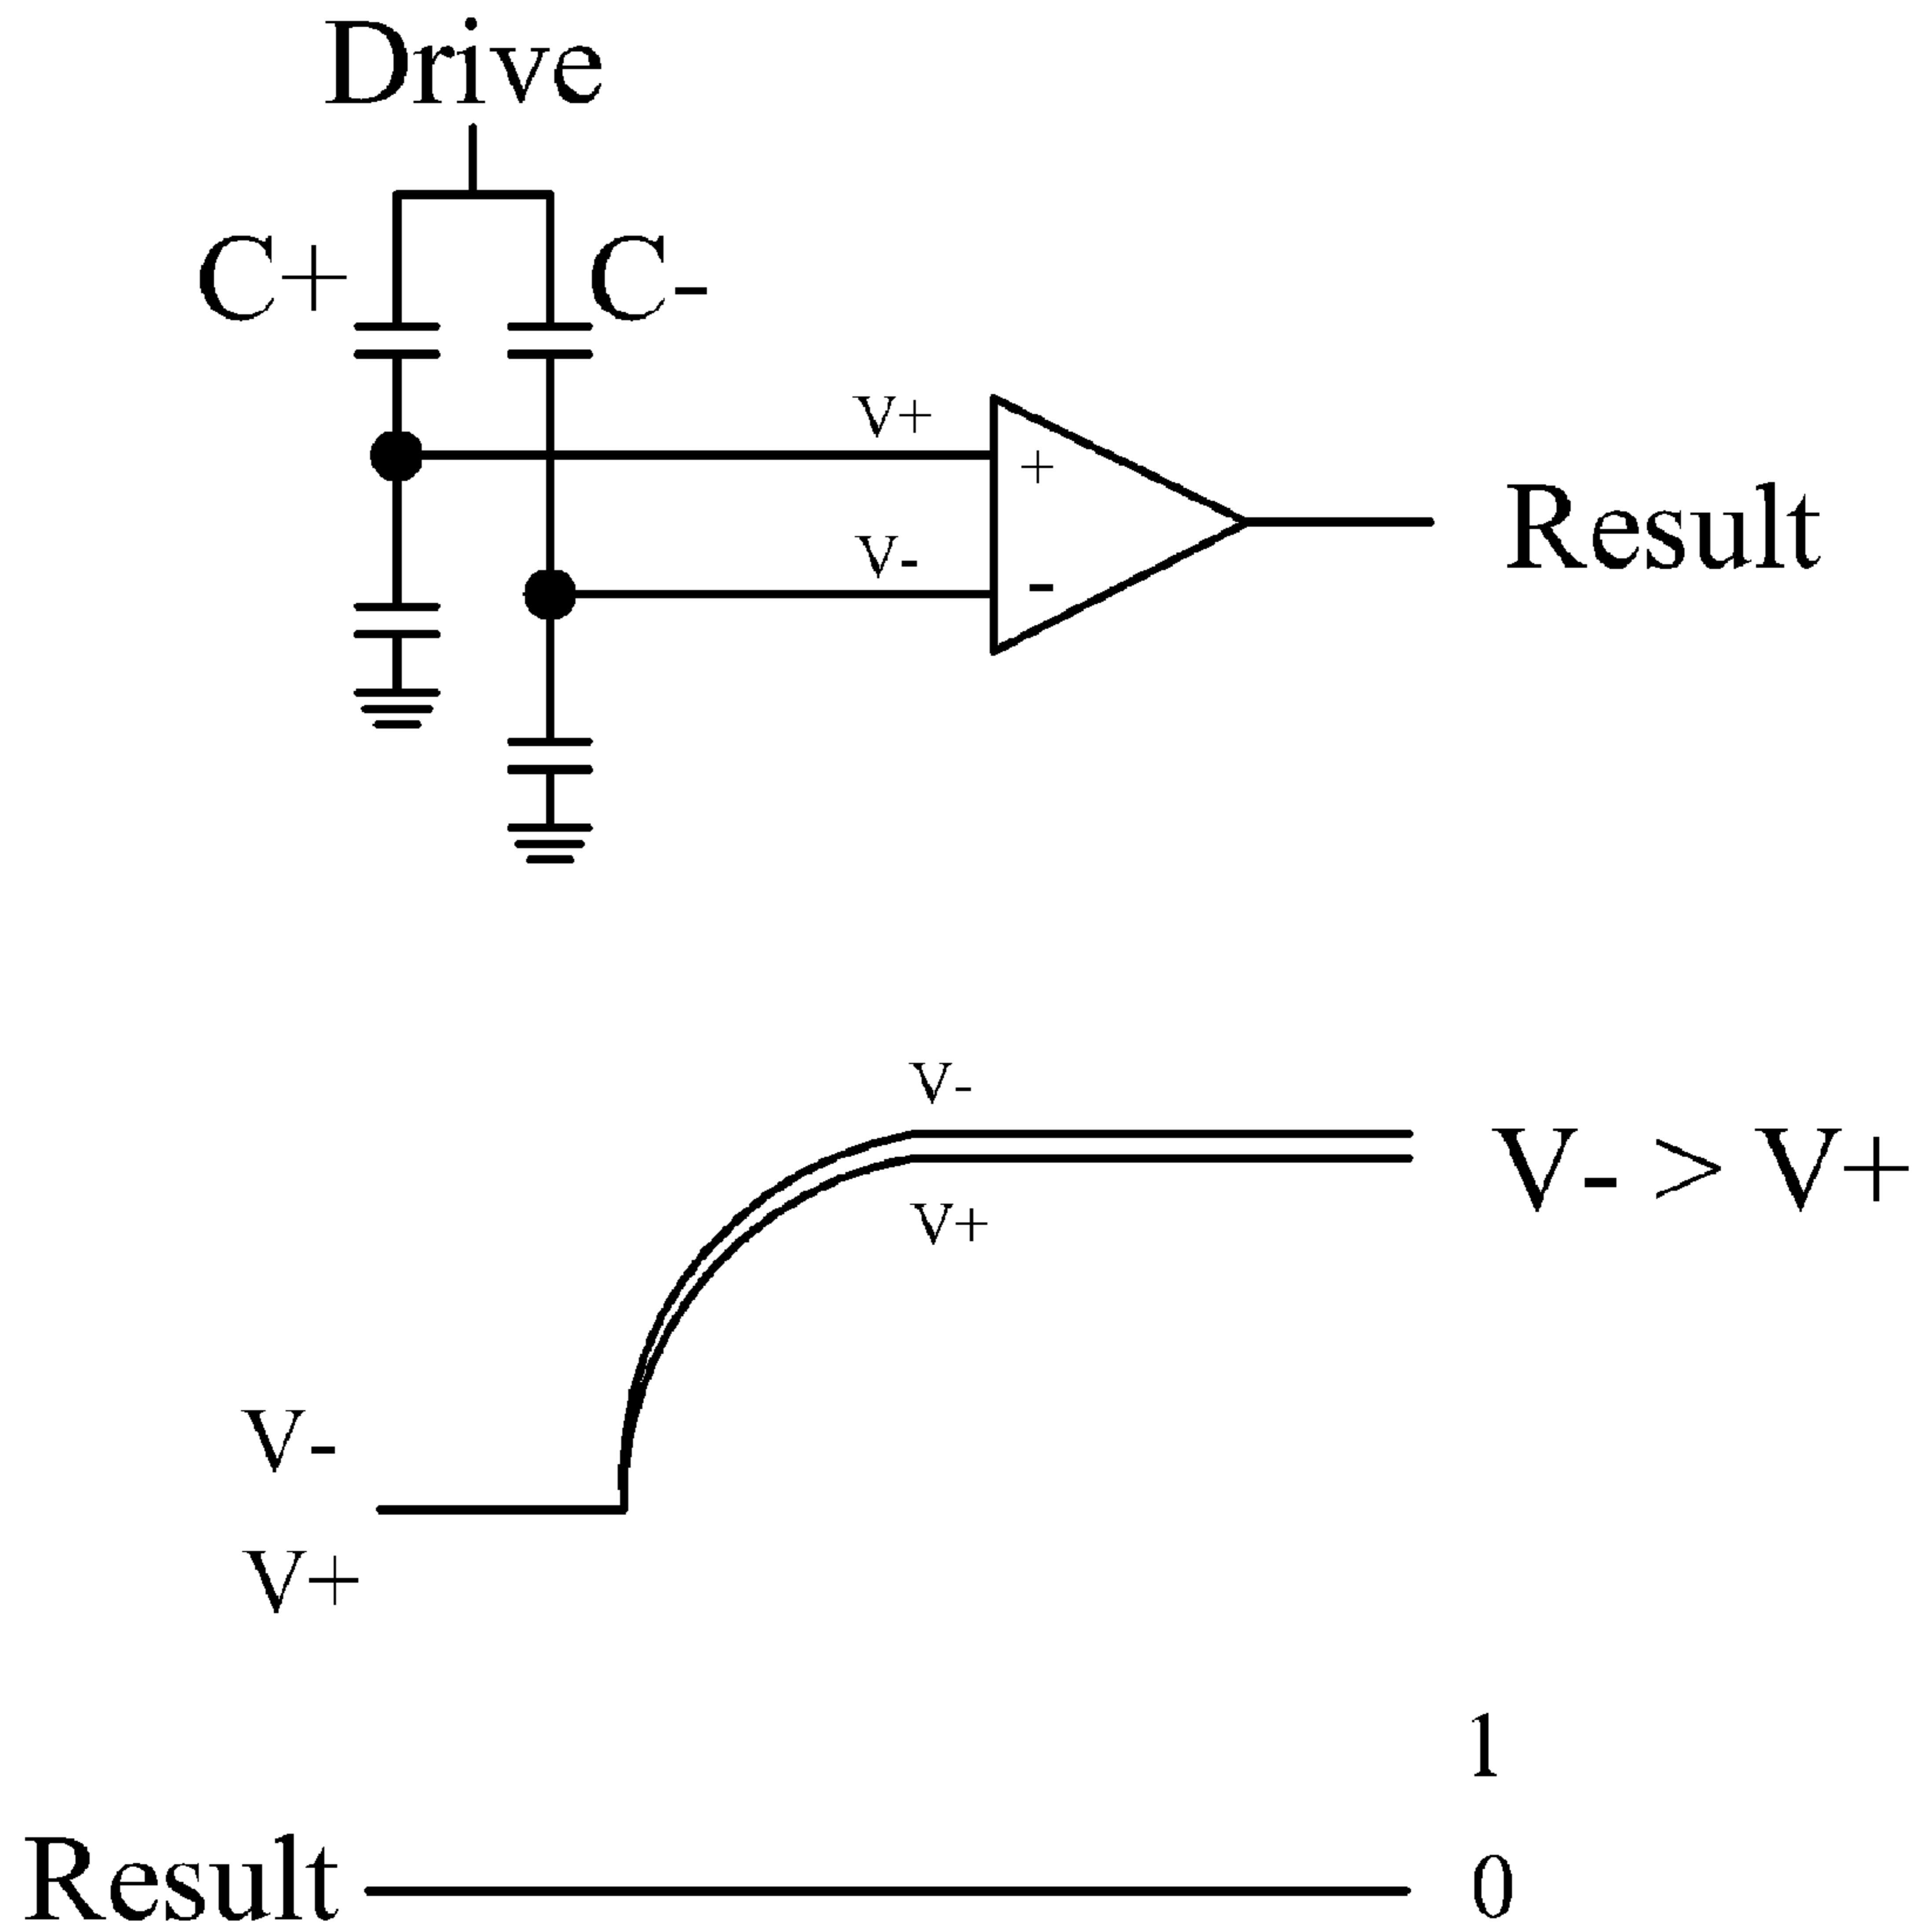 Drive
C+
C-
V+
+
V-
-
Result
V-
V- > V+
V+
V-
V+
1
Result
0